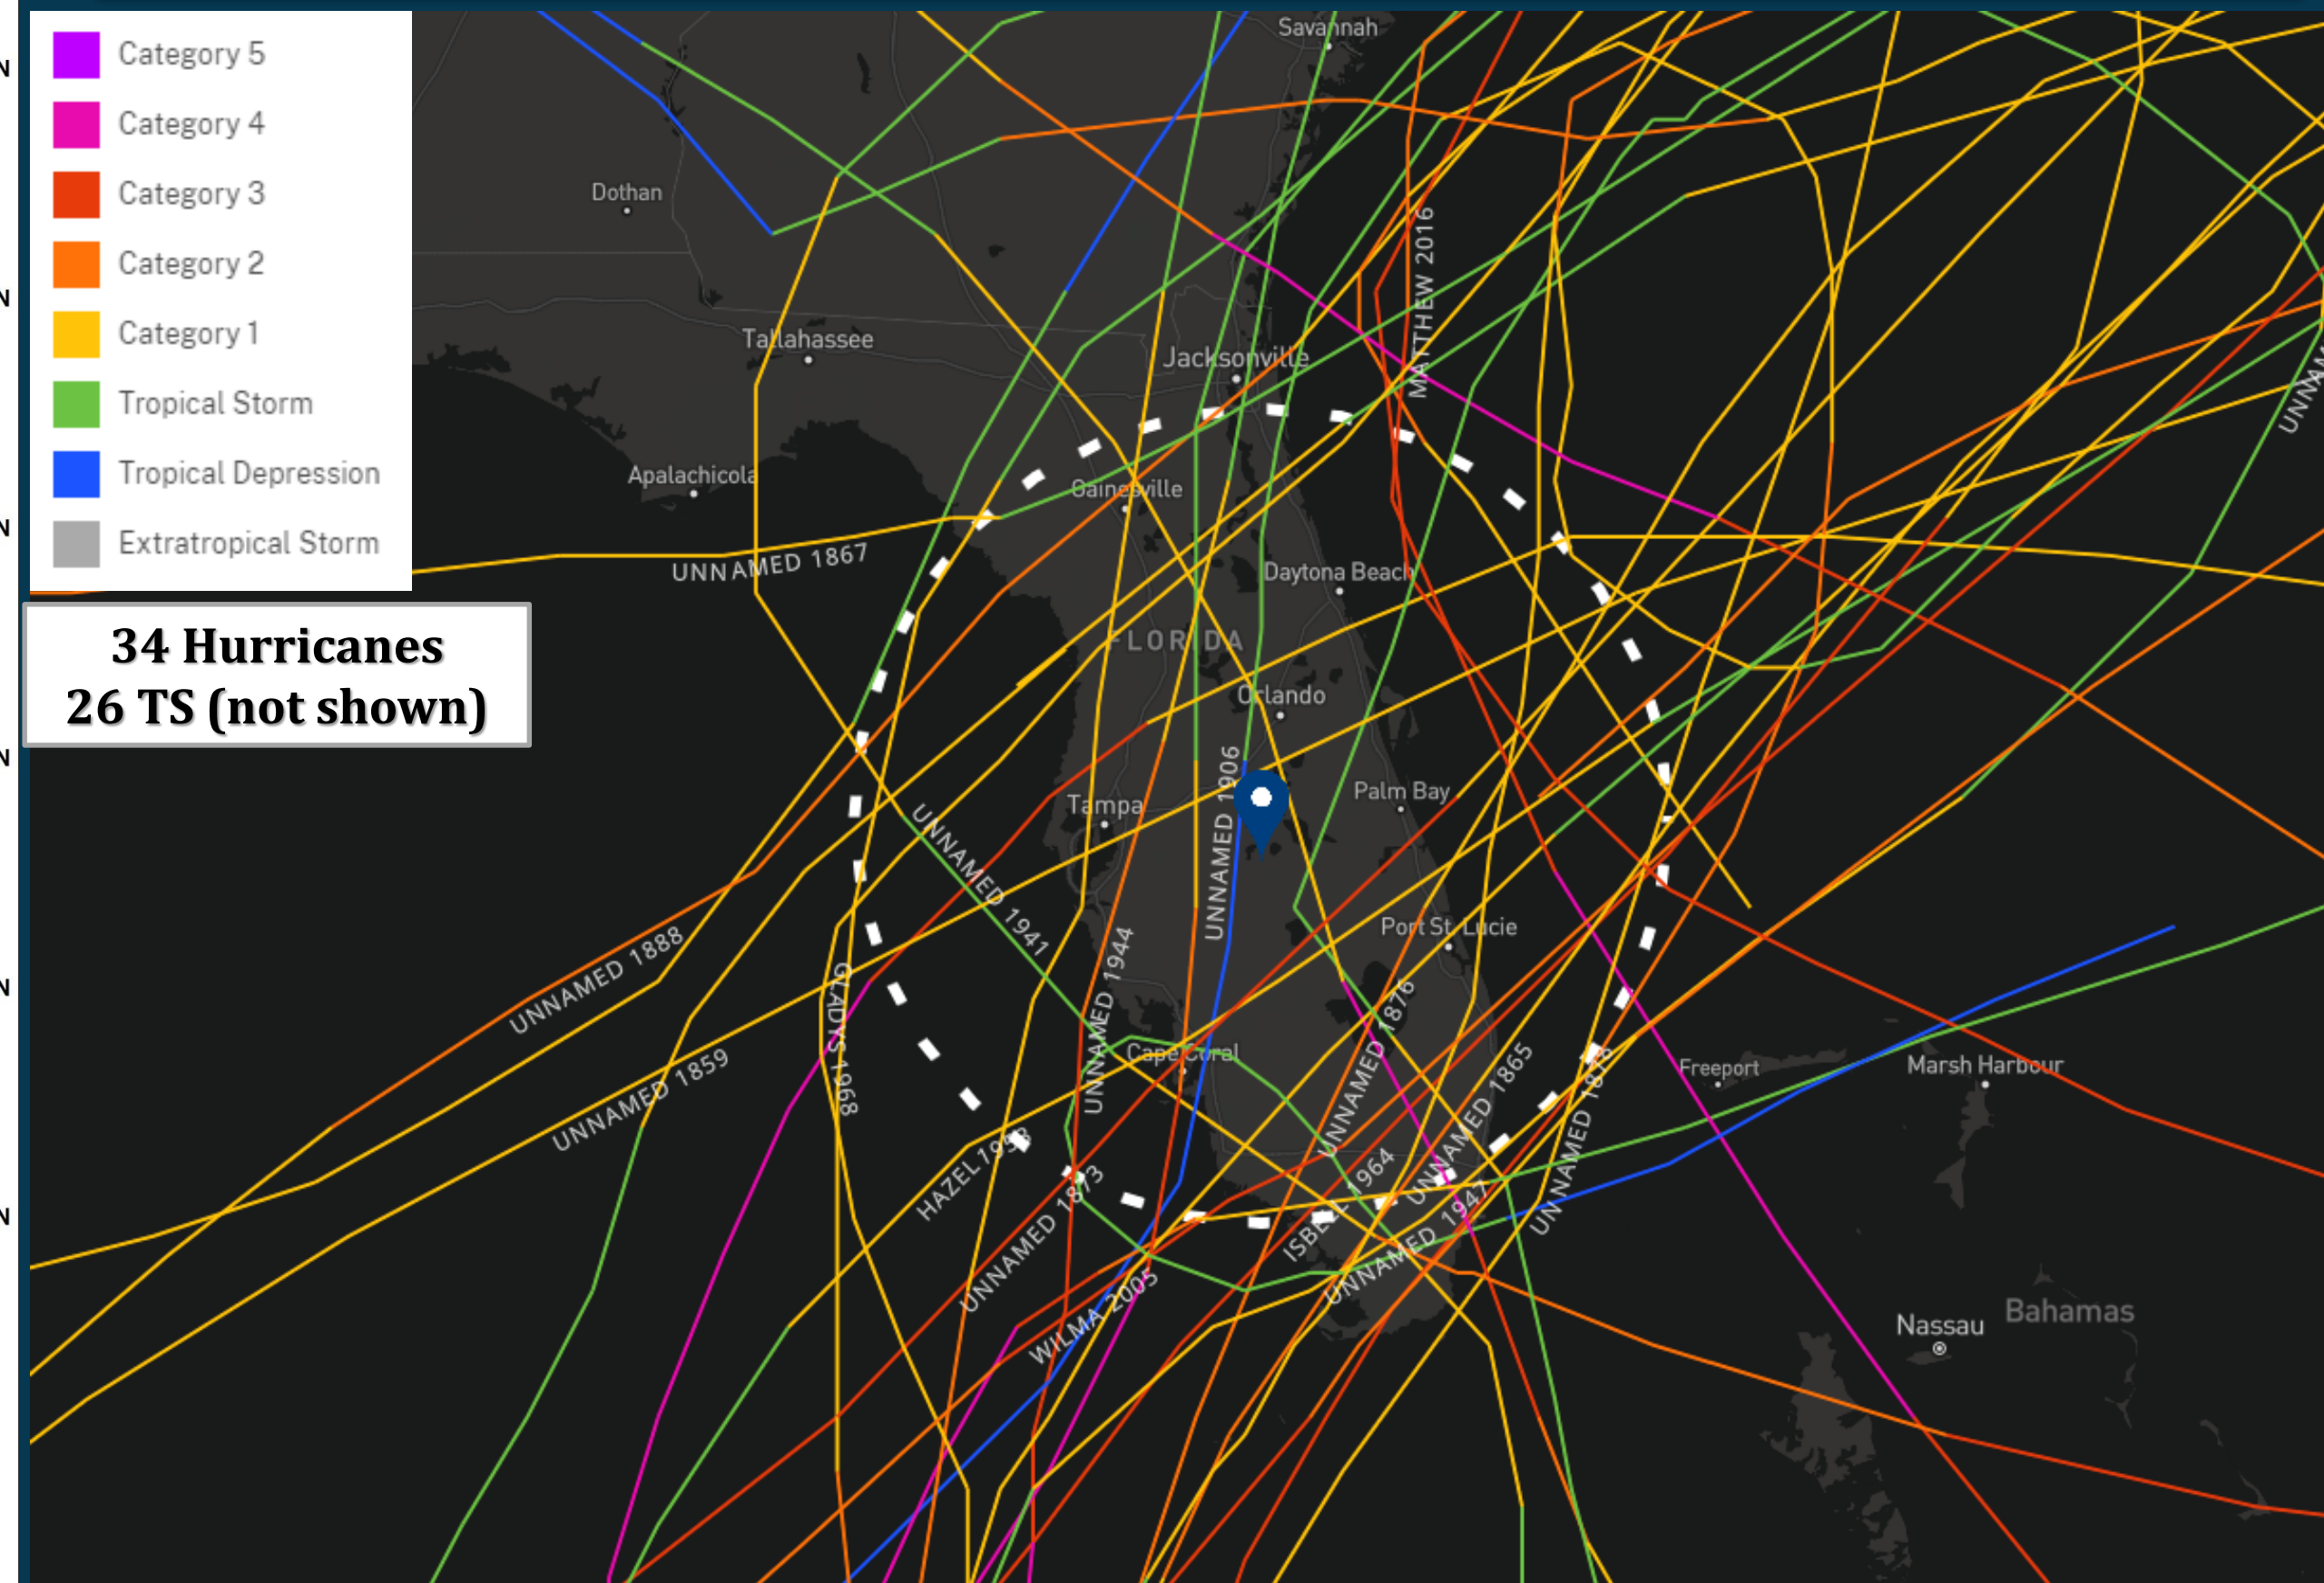 Category 5
Category 4
Category 3
Category 2
Category 1
Tropical Storm
Tropical Depression
Extratropical Storm
34 Hurricanes
26 TS (not shown)
N
N
N
N
N
N
Savannah
Dothan
MATTHEW 2016
Tallahassee
Jacksonville
Apalachicola
Gainesville
UNNAMED 1867
Daytona Beach
FLORIDA
Orlando
UNNAMED 1906
Tampa
Palm Bay
UNNAMED 1941
UNNAMED 1888
UNNAMED 1944
Port St. Lucie
GLADYS 1968
UNNAMED 1876
UNNAMED 1859
Cape Coral
UNNAMED 1865
Freeport
Marsh Harbour
HAZEL 1953
UNNAMED 1873
ISBELL 1964
UNNAMED 1947
WILMA 2005
Nassau
Bahamas